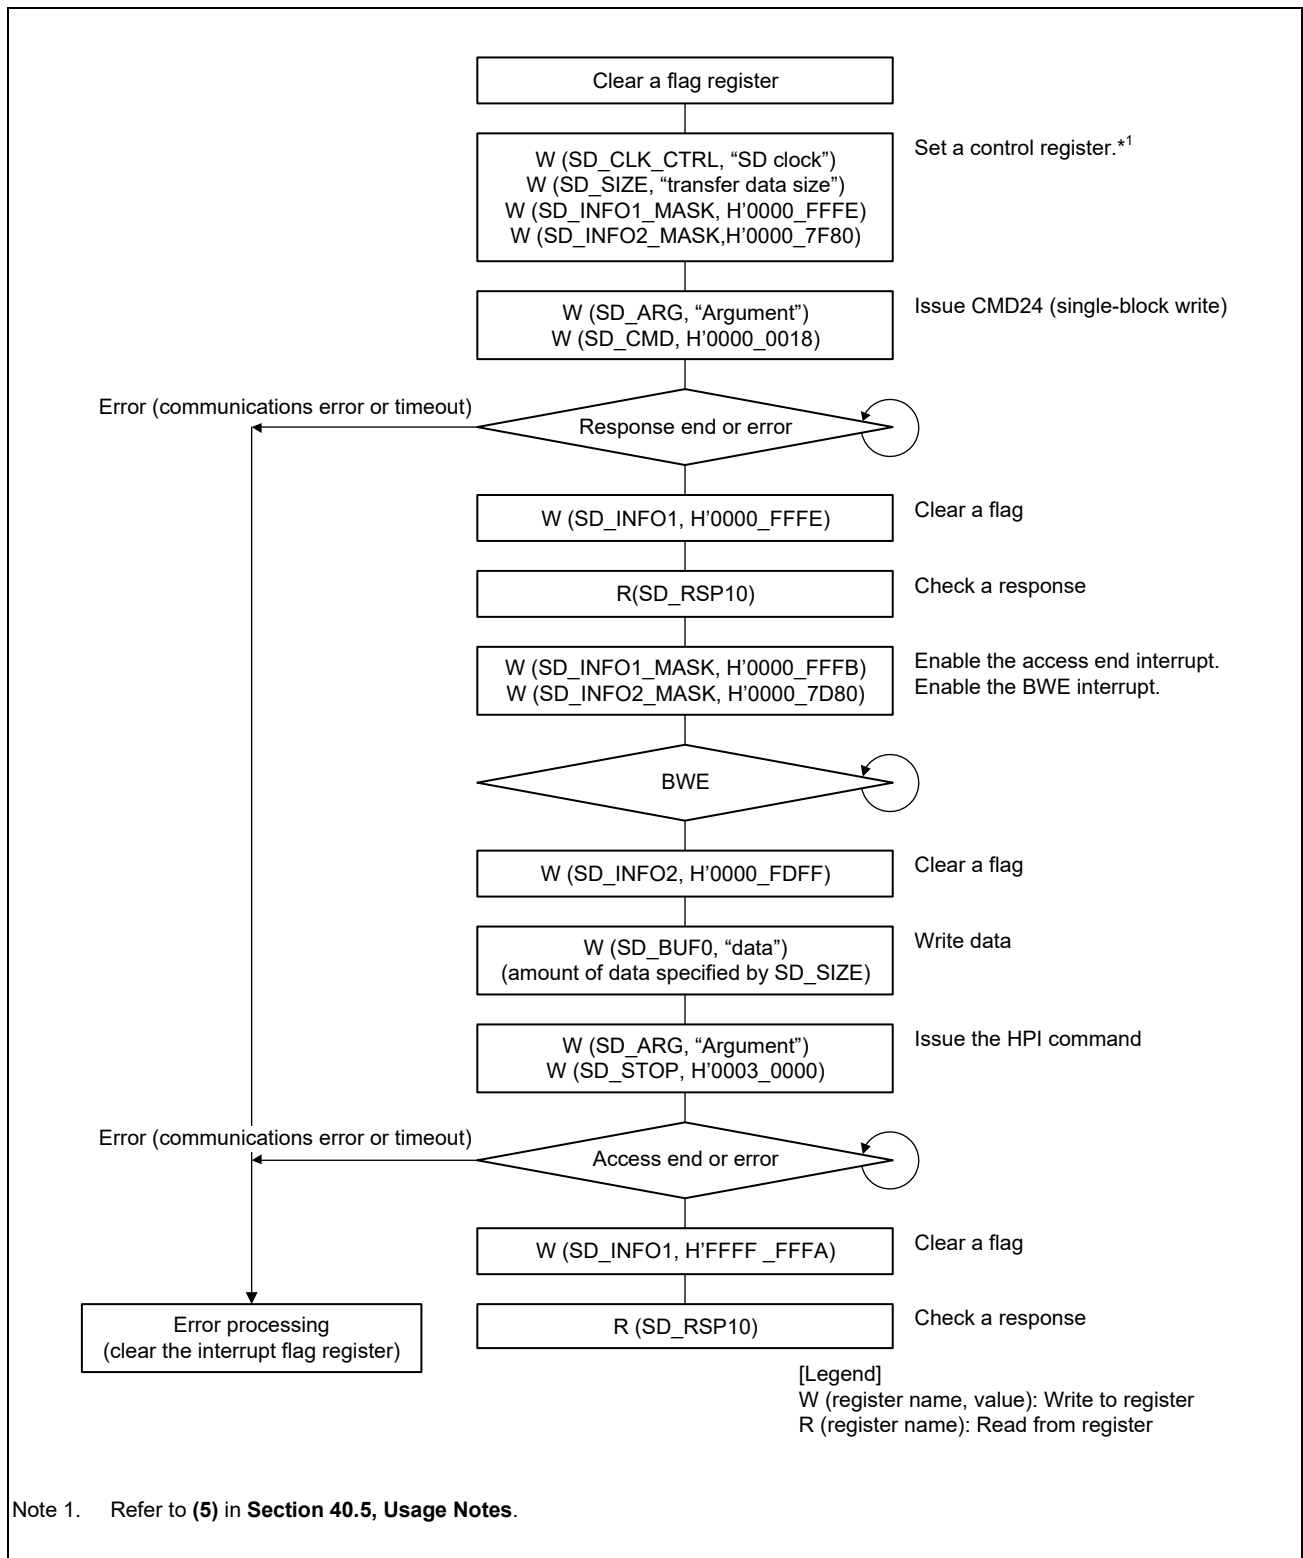 Clear a flag register
W (SD_CLK_CTRL, “SD clock”)
W (SD_SIZE, “transfer data size”)
W (SD_INFO1_MASK, H’0000_FFFE)
W (SD_INFO2_MASK,H’0000_7F80)
Set a control register.*1
W (SD_ARG, “Argument”)
W (SD_CMD, H’0000_0018)
Issue CMD24 (single-block write)
Error (communications error or timeout)
Response end or error
W (SD_INFO1, H’0000_FFFE)
Clear a flag
R(SD_RSP10)
Check a response
W (SD_INFO1_MASK, H’0000_FFFB)
W (SD_INFO2_MASK, H’0000_7D80)
Enable the access end interrupt.
Enable the BWE interrupt.
BWE
W (SD_INFO2, H’0000_FDFF)
Clear a flag
W (SD_BUF0, “data”)
(amount of data specified by SD_SIZE)
Write data
W (SD_ARG, “Argument”)
W (SD_STOP, H’0003_0000)
Issue the HPI command
Error (communications error or timeout)
Access end or error
W (SD_INFO1, H’FFFF _FFFA)
Clear a flag
Error processing
(clear the interrupt flag register)
R (SD_RSP10)
Check a response
[Legend]
W (register name, value): Write to register
R (register name): Read from register
Note 1. Refer to (5) in Section 40.5, Usage Notes.